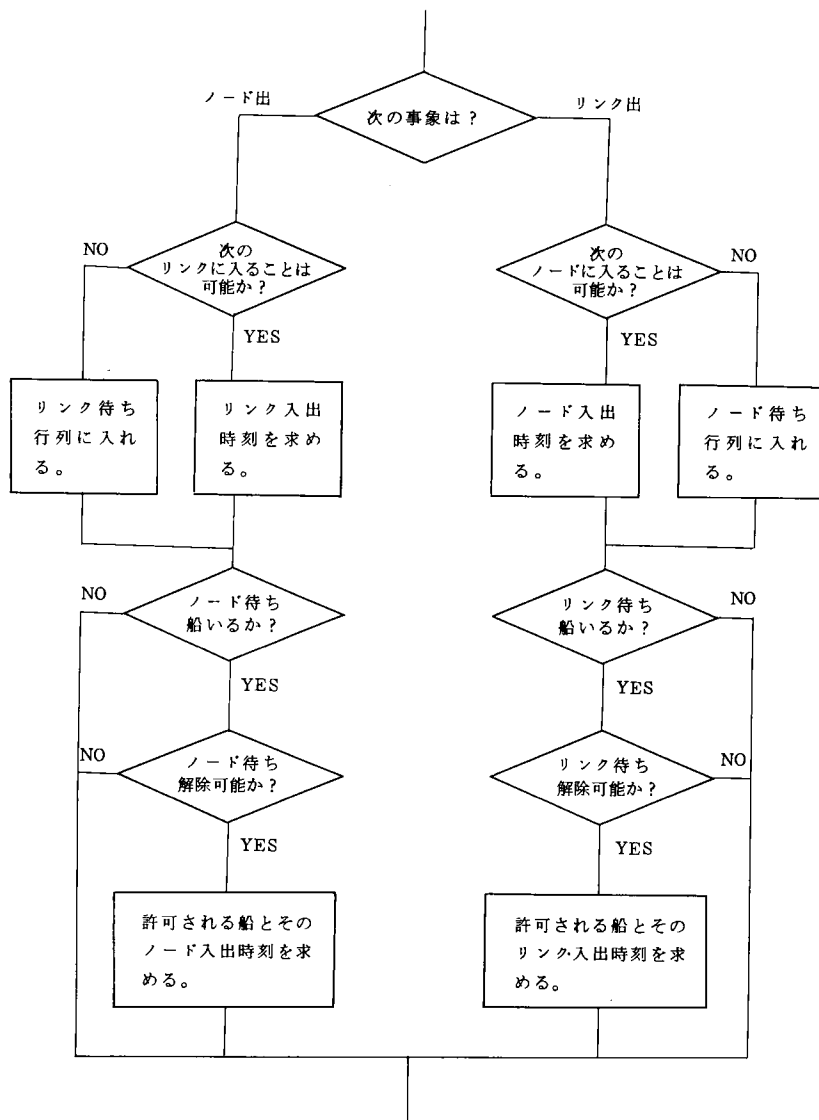 ノード出
次の事象は？
リンク出
NO
次の
リンクに入ることは
可能か？
YES
次の
ノードに入ることは
可能か？
NO
YES
リンク待ち
行列に入れ
る。
リンク入出
時刻を求め
る。
ノード入出
時刻を求め
る。
ノード待ち
行列に入れ
る。
NO
ノード待ち
船いるか？
YES
リンク待ち
船いるか？
NO
YES
NO
ノード待ち
解除可能か？
YES
リンク待ち
解除可能か？
NO
YES
許可される船とその
ノード入出時刻を求
める。
許可される船とその
リンク入出時刻を求
める。